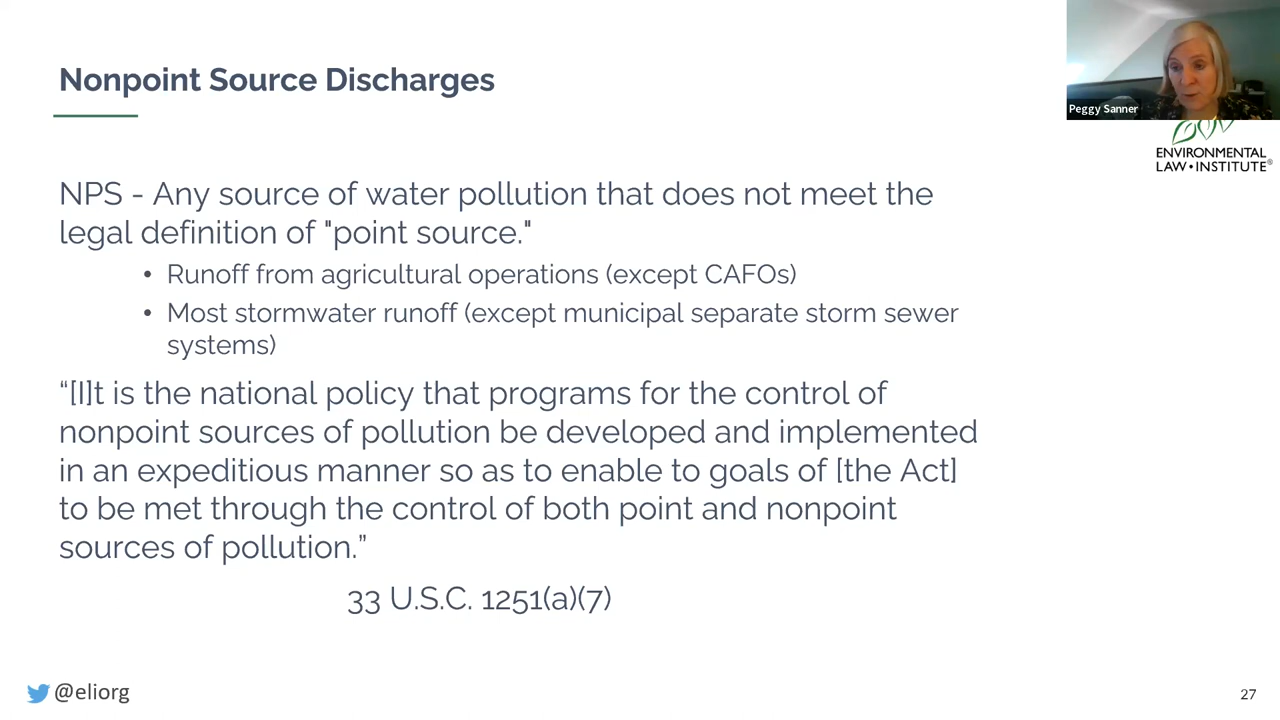 Nonpoint Source Discharges
Peggy Sanner
ENVIRONMENTAL
LAW•INSTITUTE®
NPS - Any source of water pollution that does not meet the
legal definition of "point source."
• Runoff from agricultural operations (except CAFOs)
• Most stormwater runoff (except municipal separate storm sewer
systems)
“[I]t is the national policy that programs for the control of
nonpoint sources of pollution be developed and implemented
in an expeditious manner so as to enable to goals of [the Act]
to be met through the control of both point and nonpoint
sources of pollution.”
33 U.S.C. 1251(a)(7)
@eliorg
27